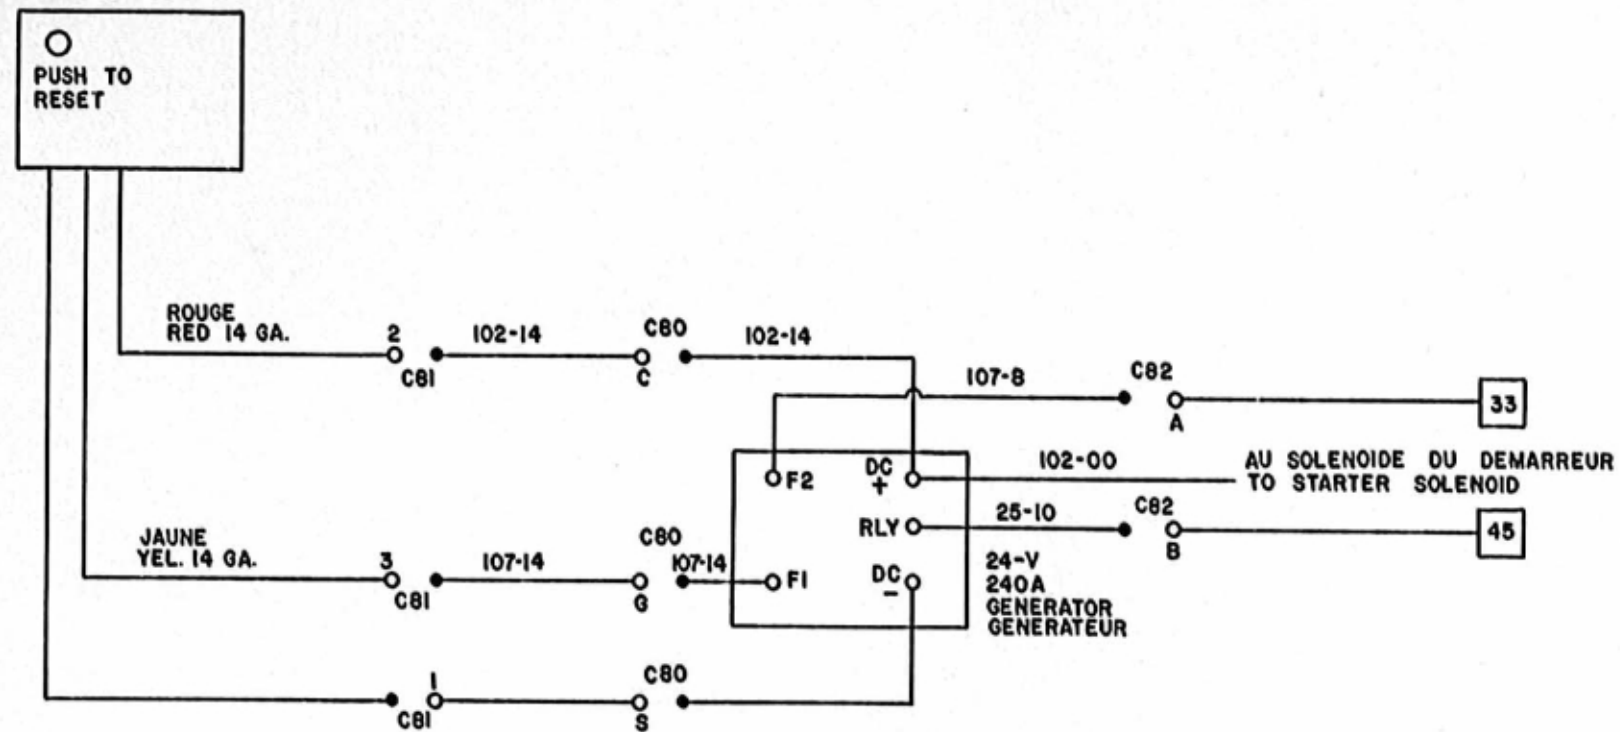 PUSH TO
RESET
ROUGE
RED 14 GA.
2
C81
102-14
C80
C
102-14
107-8
C82
A
33
F2
DC
+
102-00
AU SOLENOIDE DU DEMARREUR
TO STARTER SOLENOID
RLY
25-10
C82
B
45
JAUNE
YEL. 14 GA.
3
C81
107-14
C80
G
107-14
F1
DC
-
24-V
240A
GENERATOR
GENERATEUR
1
C81
C80
S